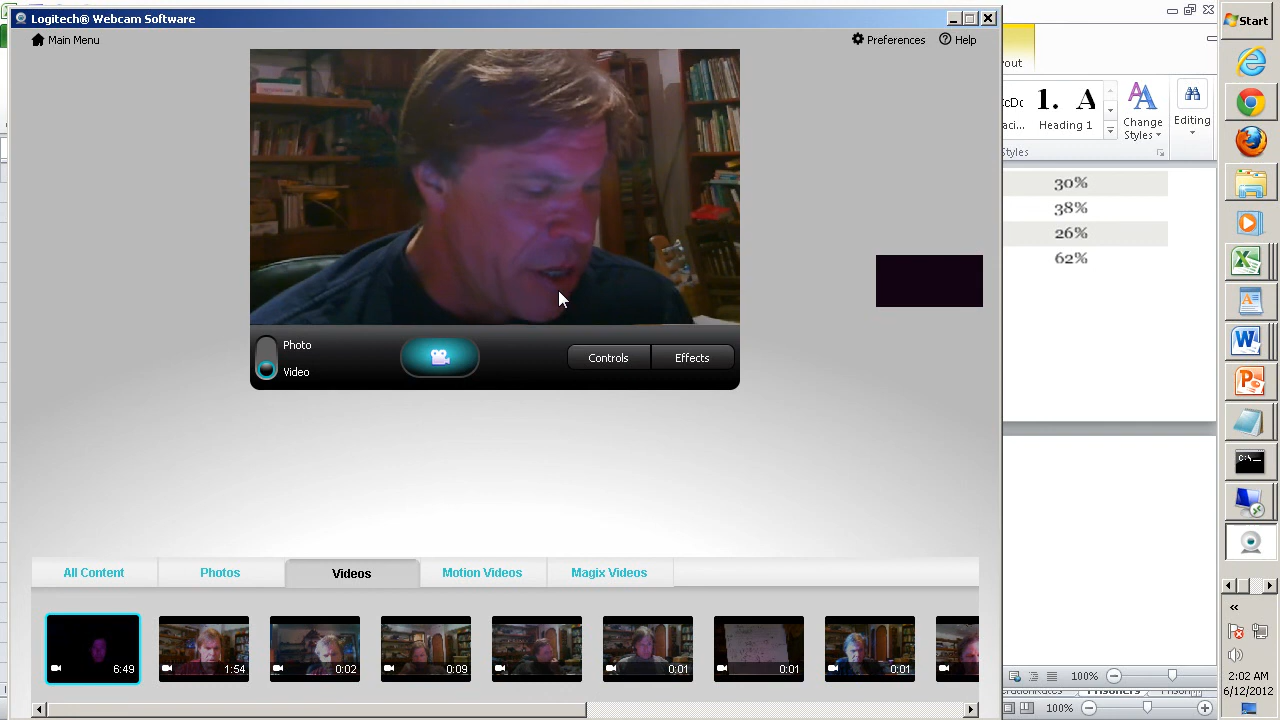 Logitech® Webcam Software
Start
Main Menu
Preferences
Help
out
1.
A
Heading 1
Change
Styles
Editing
30%
38%
26%
62%
Photo
Video
Controls
Effects
All Content
Photos
Videos
Motion Videos
Magix Videos
6:49
1:54
0:02
0:09
0:01
0:01
0:01
C:\
100%
Prisoners
100%
2:02 AM
6/12/2012